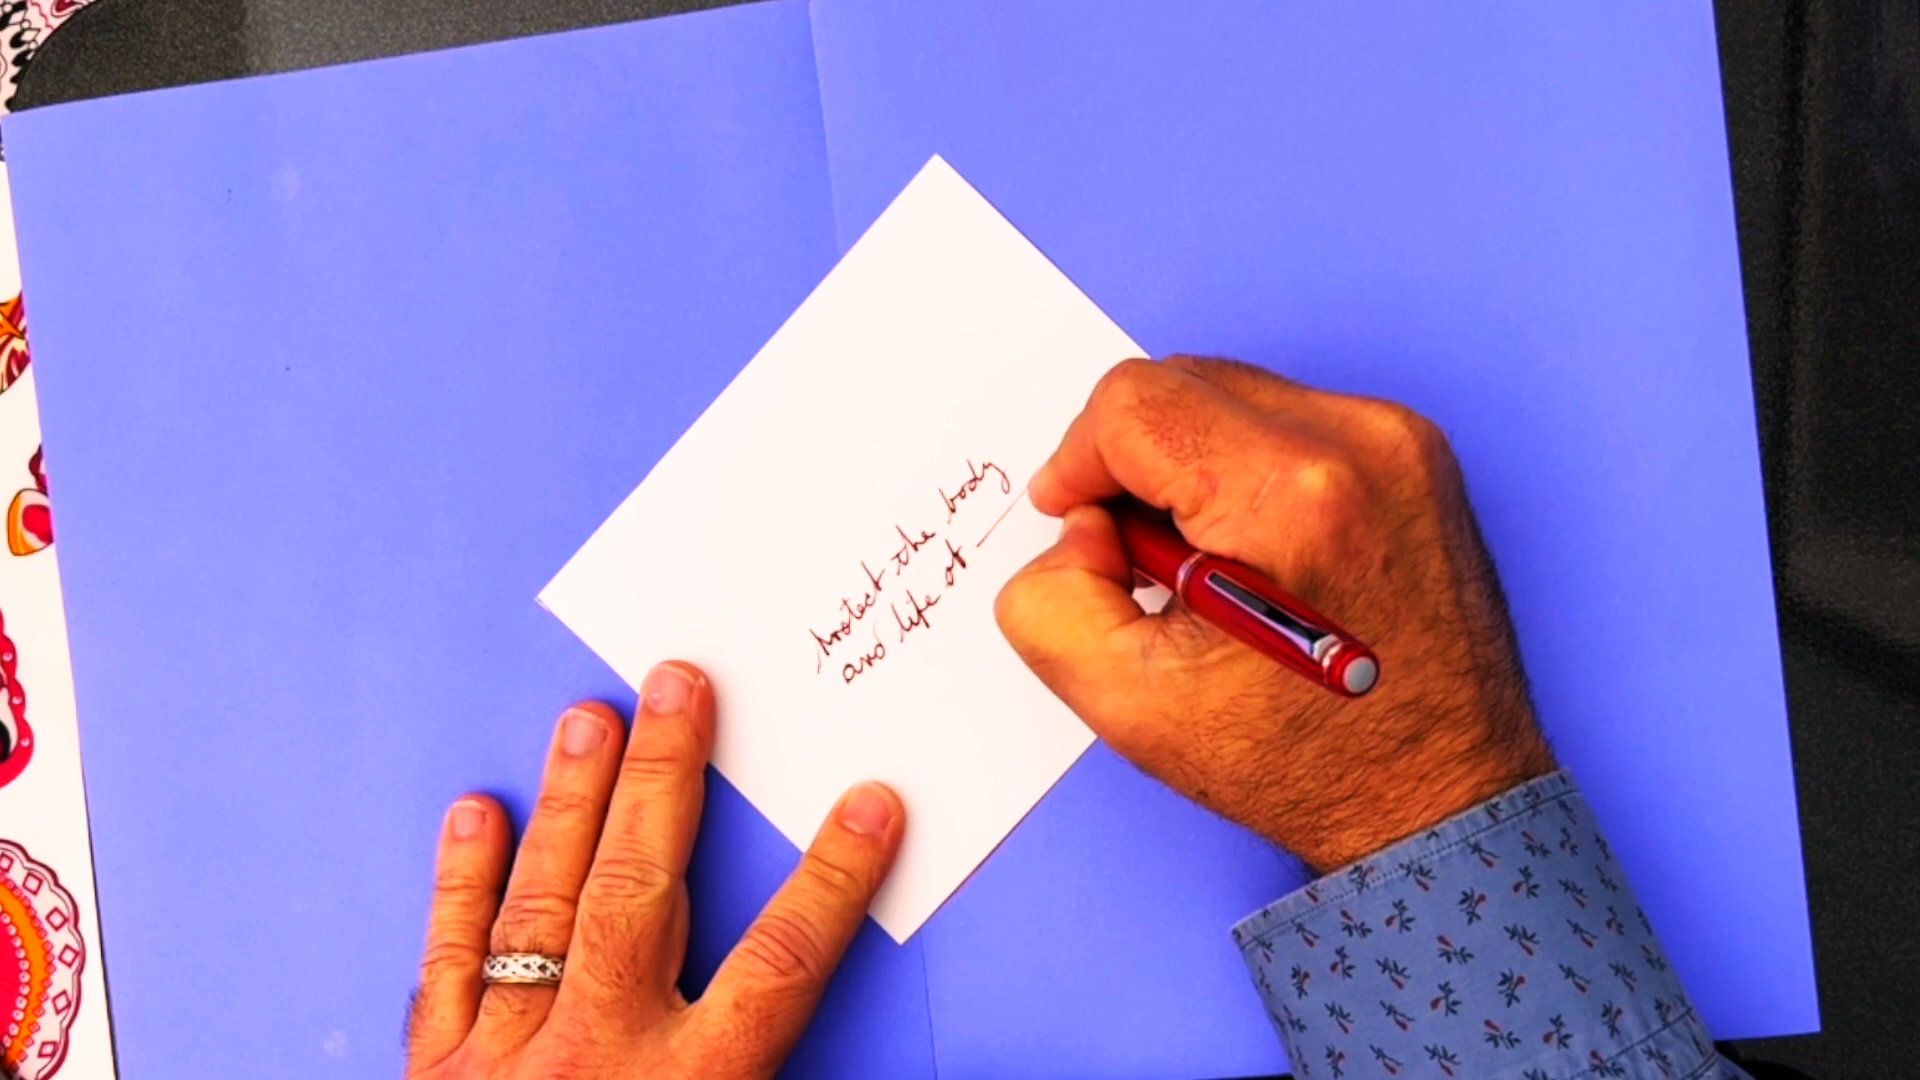 protect the body
and life of ——